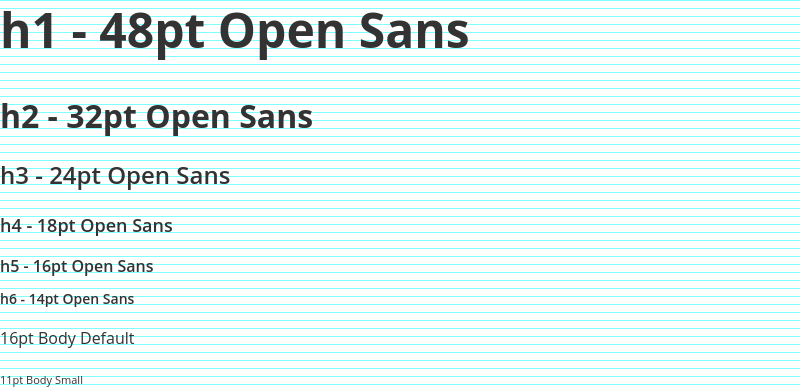 h1 - 48pt Open Sans
h2 - 32pt Open Sans
h3 - 24pt Open Sans
h4 - 18pt Open Sans
h5 - 16pt Open Sans
h6 - 14pt Open Sans
16pt Body Default
11pt Body Small